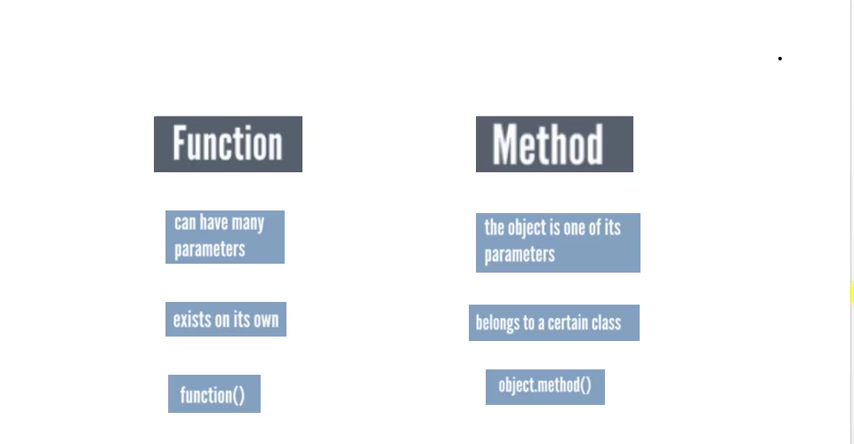 Function
can have many
parameters
exists on its own
function()
Method
the object is one of its
parameters
belongs to a certain class
object.method()